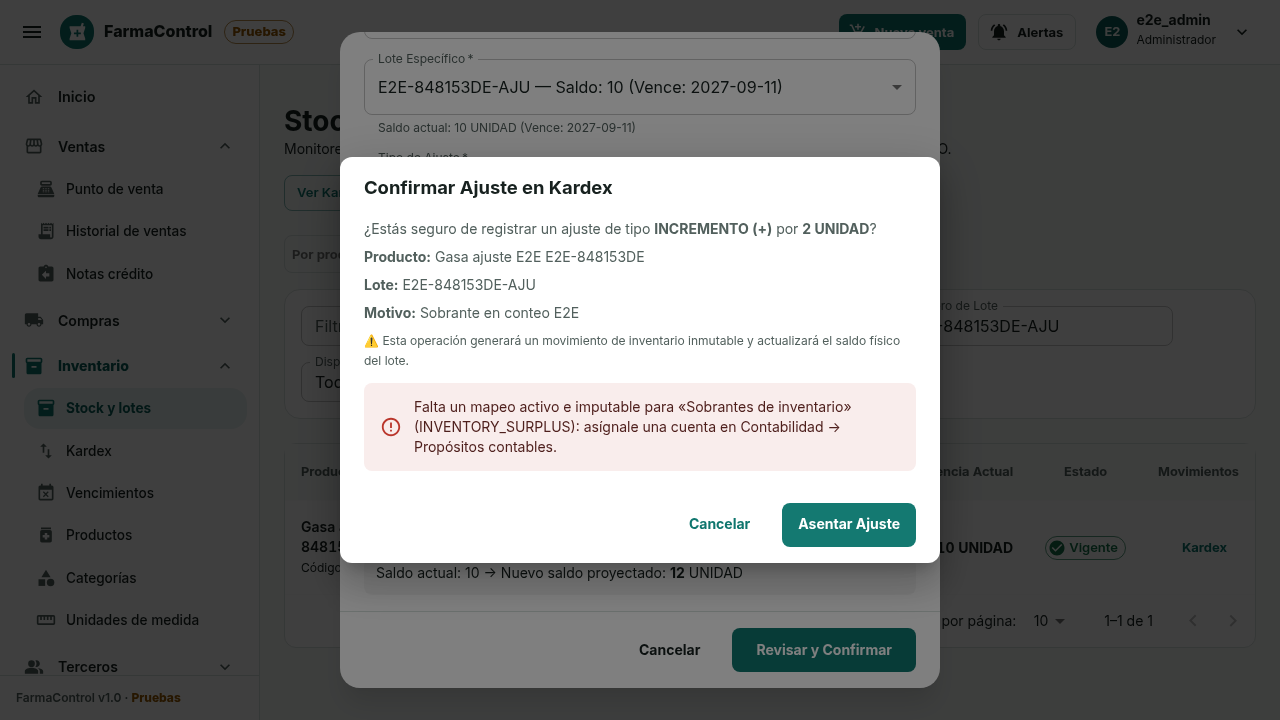 FarmaControl
Pruebas
Nueva venta
Alertas
E2
e2e_admin
Administrador
Inicio
Ventas
Punto de venta
Historial de ventas
Notas crédito
Compras
Inventario
Stock y lotes
Kardex
Vencimientos
Productos
Categorías
Unidades de medida
Terceros
FarmaControl v1.0 · Pruebas
Lote Específico *
E2E-848153DE-AJU — Saldo: 10 (Vence: 2027-09-11)
Saldo actual: 10 UNIDAD (Vence: 2027-09-11)
Tipo de Ajuste *
Confirmar Ajuste en Kardex
¿Estás seguro de registrar un ajuste de tipo INCREMENTO (+) por 2 UNIDAD?
Producto: Gasa ajuste E2E E2E-848153DE
Lote: E2E-848153DE-AJU
Motivo: Sobrante en conteo E2E
⚠️ Esta operación generará un movimiento de inventario inmutable y actualizará el saldo físico
del lote.
Falta un mapeo activo e imputable para «Sobrantes de inventario»
(INVENTORY_SURPLUS): asígnale una cuenta en Contabilidad →
Propósitos contables.
Cancelar
Asentar Ajuste
Saldo actual: 10 → Nuevo saldo proyectado: 12 UNIDAD
Cancelar
Revisar y Confirmar
Estado
Movimientos
10 UNIDAD
Vigente
Kardex
por página:
10
1–1 de 1